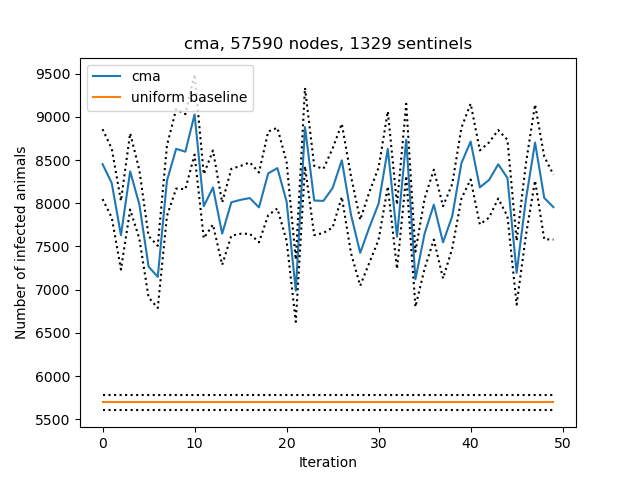 cma, 57590 nodes, 1329 sentinels
cma
uniform baseline
Number of infected animals
9500
9000
8500
8000
7500
7000
6500
6000
5500
0 10 20 30 40 50
Iteration